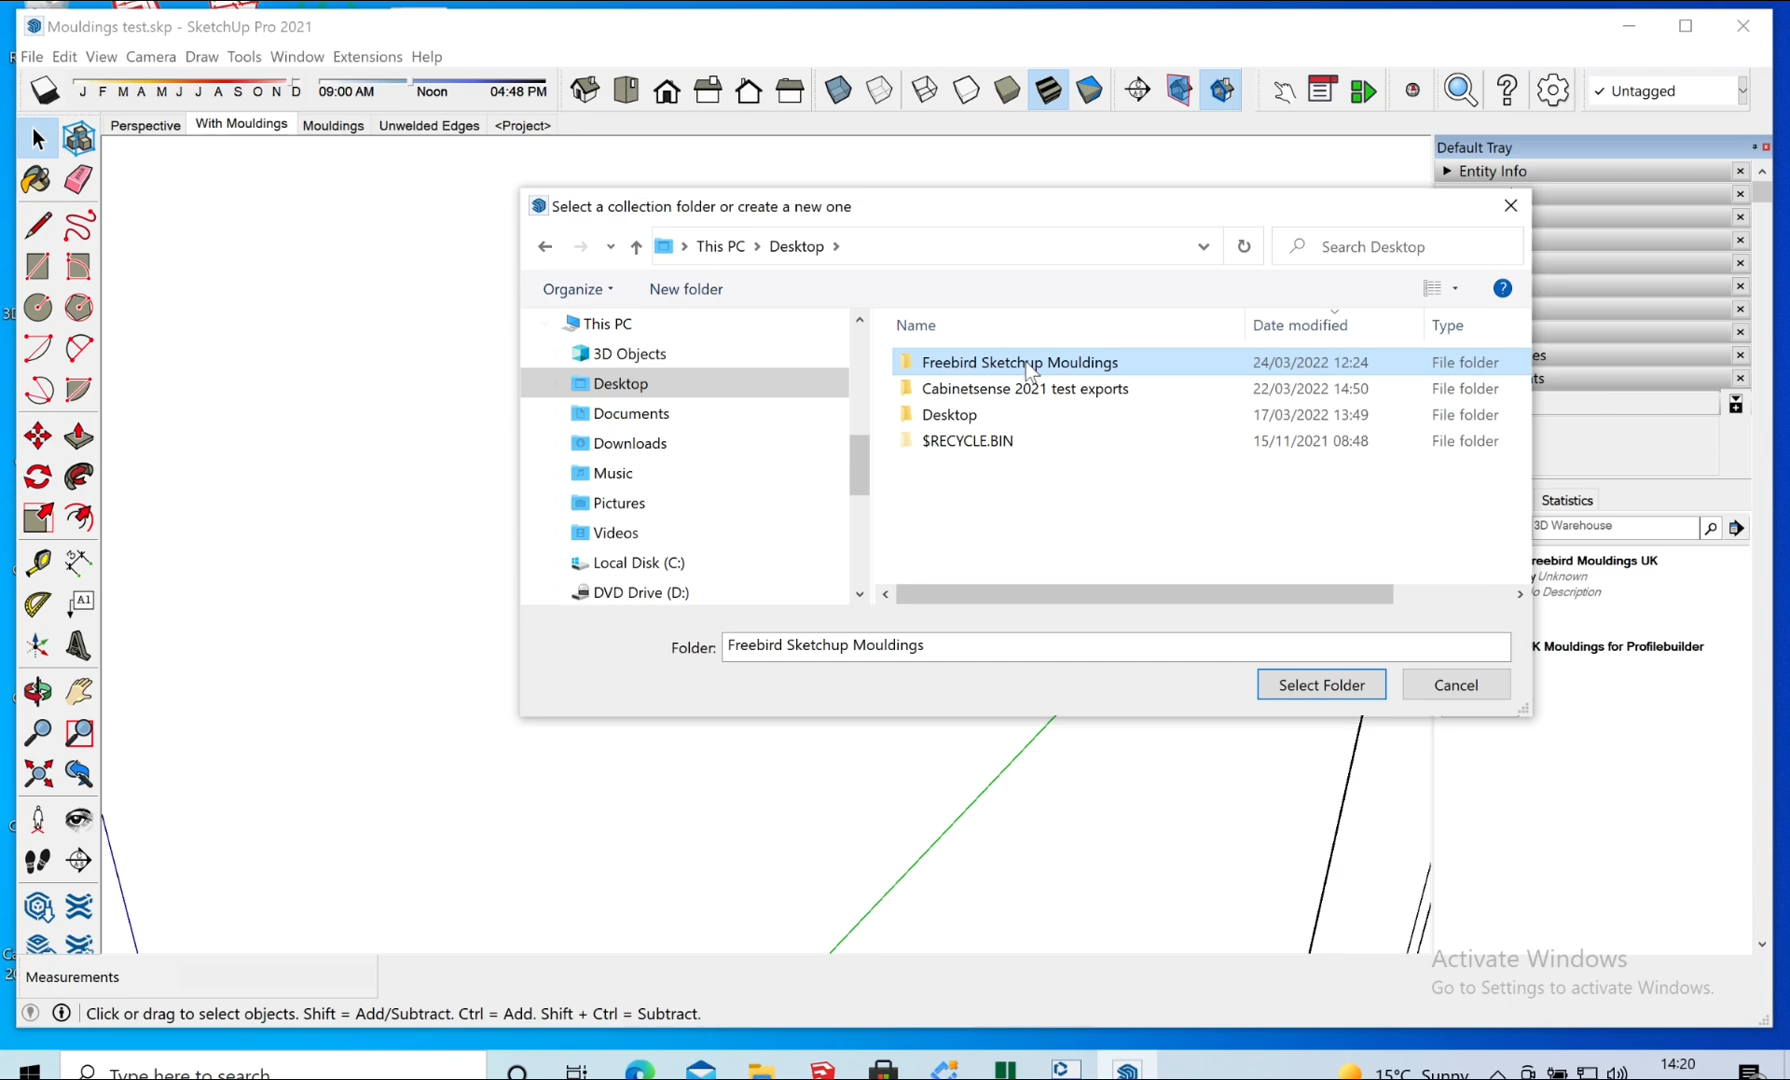 Mouldings test.skp - SketchUp Pro 2021
File Edit View Camera Draw Tools Window Extensions Help
J F M A M J J A S O N D 09:00 AM Noon 04:48 PM
Untagged
Perspective With Mouldings Mouldings Unwelded Edges <Project>
Default Tray
Entity Info
Select a collection folder or create a new one
This PC Desktop
Search Desktop
Organize New folder
This PC
3D Objects
Desktop
Documents
Downloads
Music
Pictures
Videos
Local Disk (C:)
DVD Drive (D:)
Name Date modified Type
Freebird Sketchup Mouldings 24/03/2022 12:24 File folder
Cabinetsense 2021 test exports 22/03/2022 14:50 File folder
Desktop 17/03/2022 13:49 File folder
$RECYCLE.BIN 15/11/2021 08:48 File folder
Folder: Freebird Sketchup Mouldings
Select Folder Cancel
Statistics
3D Warehouse
reebird Mouldings UK
y Unknown
o Description
K Mouldings for Profilebuilder
A1
Activate Windows
Go to Settings to activate Windows.
Measurements
Click or drag to select objects. Shift = Add/Subtract. Ctrl = Add. Shift + Ctrl = Subtract.
Type here to search
15°C Sunny
14:20